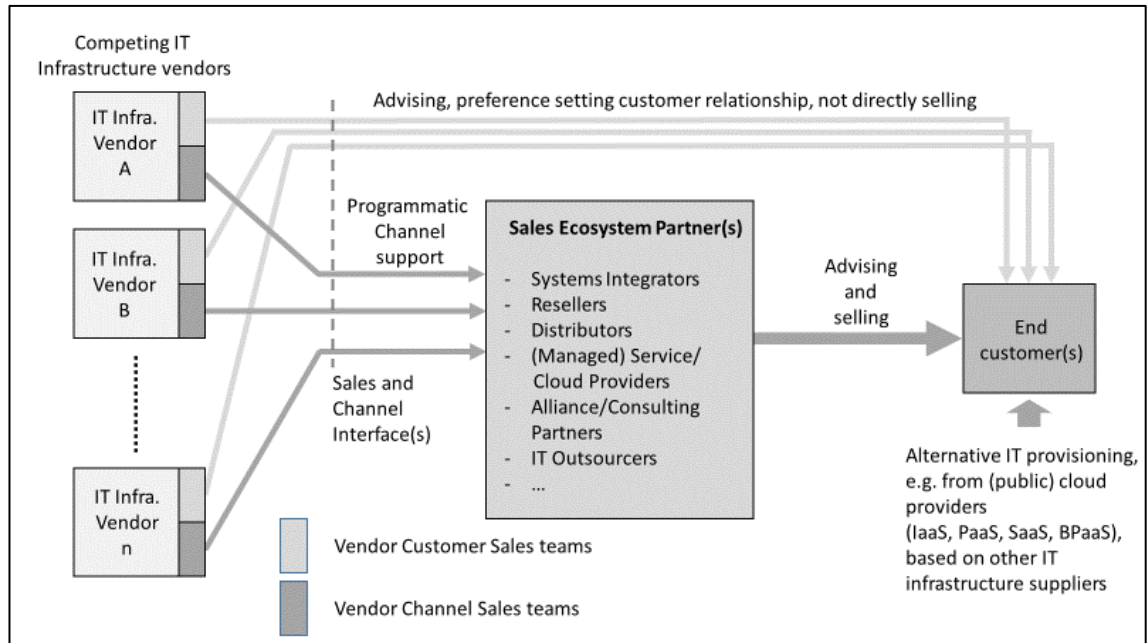 Competing IT
Infrastructure vendors
IT Infra.
Vendor
A
Advising, preference setting customer relationship, not directly selling
Programmatic
Channel
support
IT Infra.
Vendor
B
Sales Ecosystem Partner(s)
- Systems Integrators
- Resellers
- Distributors
- (Managed) Service/
Cloud Providers
- Alliance/Consulting
Partners
- IT Outsourcers
- ...
Advising
and
selling
End
customer(s)
Sales and
Channel
Interface(s)
IT Infra.
Vendor
n
Alternative IT provisioning,
e.g. from (public) cloud
providers
(IaaS, PaaS, SaaS, BPaaS),
based on other IT
infrastructure suppliers
Vendor Customer Sales teams
Vendor Channel Sales teams